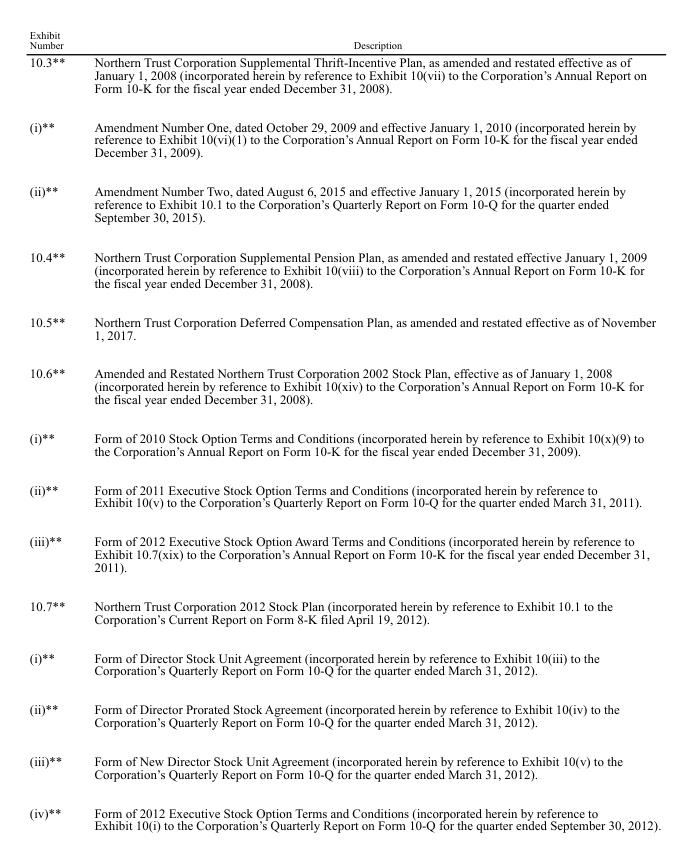 Exhibit
Number Description
10.3** Northern Trust Corporation Supplemental Thrift-Incentive Plan, as amended and restated effective as of
January 1, 2008 (incorporated herein by reference to Exhibit 10(vii) to the Corporation’s Annual Report on
Form 10-K for the fiscal year ended December 31, 2008).
(i)** Amendment Number One, dated October 29, 2009 and effective January 1, 2010 (incorporated herein by
reference to Exhibit 10(vi)(1) to the Corporation’s Annual Report on Form 10-K for the fiscal year ended
December 31, 2009).
(ii)** Amendment Number Two, dated August 6, 2015 and effective January 1, 2015 (incorporated herein by
reference to Exhibit 10.1 to the Corporation’s Quarterly Report on Form 10-Q for the quarter ended
September 30, 2015).
10.4** Northern Trust Corporation Supplemental Pension Plan, as amended and restated effective January 1, 2009
(incorporated herein by reference to Exhibit 10(viii) to the Corporation’s Annual Report on Form 10-K for
the fiscal year ended December 31, 2008).
10.5** Northern Trust Corporation Deferred Compensation Plan, as amended and restated effective as of November
1, 2017.
10.6** Amended and Restated Northern Trust Corporation 2002 Stock Plan, effective as of January 1, 2008
(incorporated herein by reference to Exhibit 10(xiv) to the Corporation’s Annual Report on Form 10-K for
the fiscal year ended December 31, 2008).
(i)** Form of 2010 Stock Option Terms and Conditions (incorporated herein by reference to Exhibit 10(x)(9) to
the Corporation’s Annual Report on Form 10-K for the fiscal year ended December 31, 2009).
(ii)** Form of 2011 Executive Stock Option Terms and Conditions (incorporated herein by reference to
Exhibit 10(v) to the Corporation’s Quarterly Report on Form 10-Q for the quarter ended March 31, 2011).
(iii)** Form of 2012 Executive Stock Option Award Terms and Conditions (incorporated herein by reference to
Exhibit 10.7(xix) to the Corporation’s Annual Report on Form 10-K for the fiscal year ended December 31,
2011).
10.7** Northern Trust Corporation 2012 Stock Plan (incorporated herein by reference to Exhibit 10.1 to the
Corporation’s Current Report on Form 8-K filed April 19, 2012).
(i)** Form of Director Stock Unit Agreement (incorporated herein by reference to Exhibit 10(iii) to the
Corporation’s Quarterly Report on Form 10-Q for the quarter ended March 31, 2012).
(ii)** Form of Director Prorated Stock Agreement (incorporated herein by reference to Exhibit 10(iv) to the
Corporation’s Quarterly Report on Form 10-Q for the quarter ended March 31, 2012).
(iii)** Form of New Director Stock Unit Agreement (incorporated herein by reference to Exhibit 10(v) to the
Corporation’s Quarterly Report on Form 10-Q for the quarter ended March 31, 2012).
(iv)** Form of 2012 Executive Stock Option Terms and Conditions (incorporated herein by reference to
Exhibit 10(i) to the Corporation’s Quarterly Report on Form 10-Q for the quarter ended September 30, 2012).